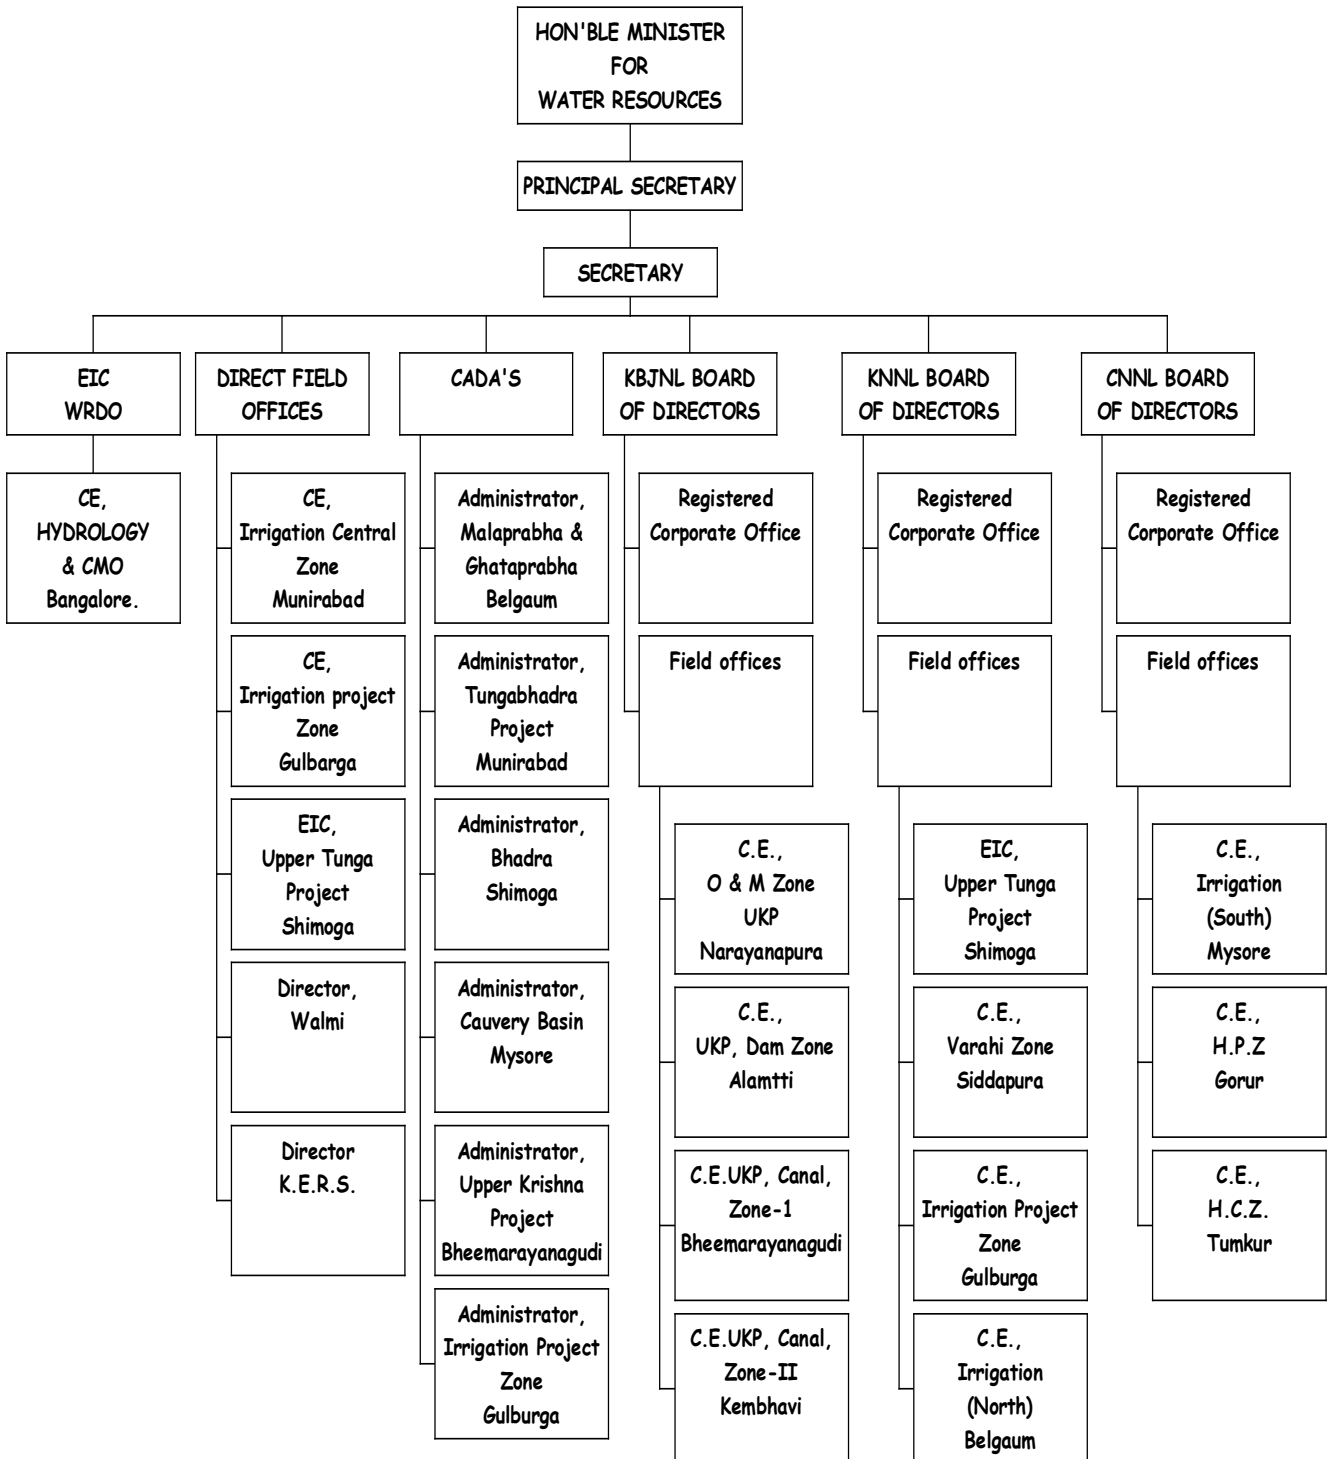 HON'BLE MINISTER
FOR
WATER RESOURCES
PRINCIPAL SECRETARY
SECRETARY
EIC
WRDO
CE,
HYDROLOGY
& CMO
Bangalore.
DIRECT FIELD
OFFICES
CE,
Irrigation Central
Zone
Munirabad
CE,
Irrigation project
Zone
Gulbarga
EIC,
Upper Tunga
Project
Shimoga
Director,
Walmi
Director
K.E.R.S.
CADA'S
Administrator,
Malaprabha &
Ghataprabha
Belgaum
Administrator,
Tungabhadra
Project
Munirabad
Administrator,
Bhadra
Shimoga
Administrator,
Cauvery Basin
Mysore
Administrator,
Upper Krishna
Project
Bheemarayanagudi
Administrator,
Irrigation Project
Zone
Gulburga
KBJNL BOARD
OF DIRECTORS
Registered
Corporate Office
Field offices
C.E.,
O & M Zone
UKP
Narayanapura
C.E.,
UKP, Dam Zone
Alamtti
C.E.UKP, Canal,
Zone-1
Bheemarayanagudi
C.E.UKP, Canal,
Zone-II
Kembhavi
KNNL BOARD
OF DIRECTORS
Registered
Corporate Office
Field offices
EIC,
Upper Tunga
Project
Shimoga
C.E.,
Varahi Zone
Siddapura
C.E.,
Irrigation Project
Zone
Gulburga
C.E.,
Irrigation
(North)
Belgaum
CNNL BOARD
OF DIRECTORS
Registered
Corporate Office
Field offices
C.E.,
Irrigation
(South)
Mysore
C.E.,
H.P.Z
Gorur
C.E.,
H.C.Z.
Tumkur